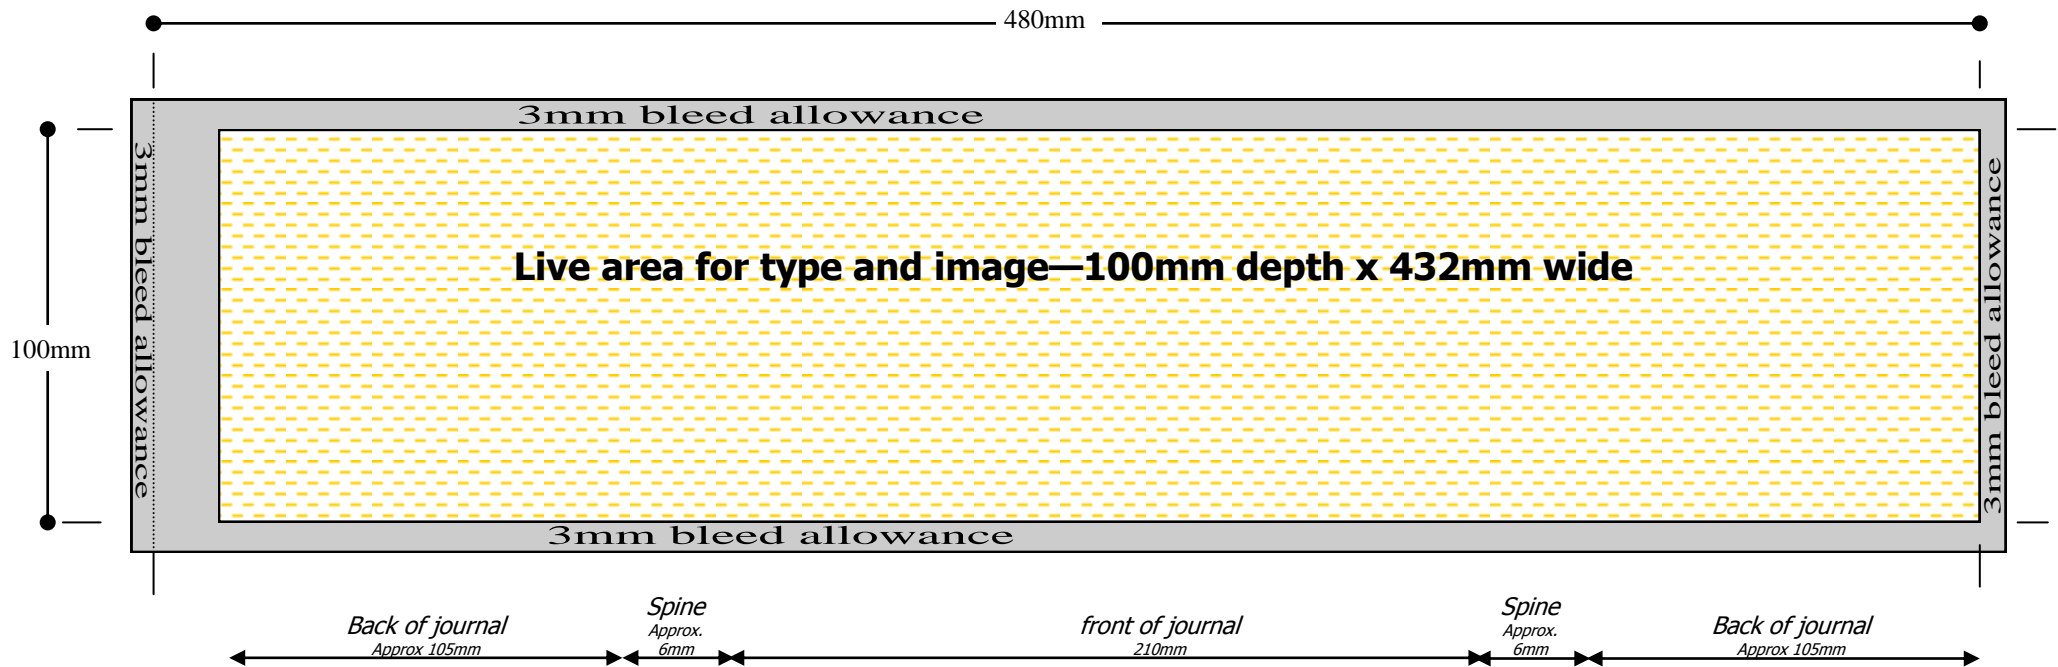 480mm
3mm bleed allowance
3mm bleed allowance
3mm bleed allowance
Live area for type and image—100mm depth x 432mm wide
100mm
3mm bleed allowance
Back of journal
Approx 105mm
Spine
Approx.
6mm
front of journal
210mm
Spine
Approx.
6mm
Back of journal
Approx 105mm